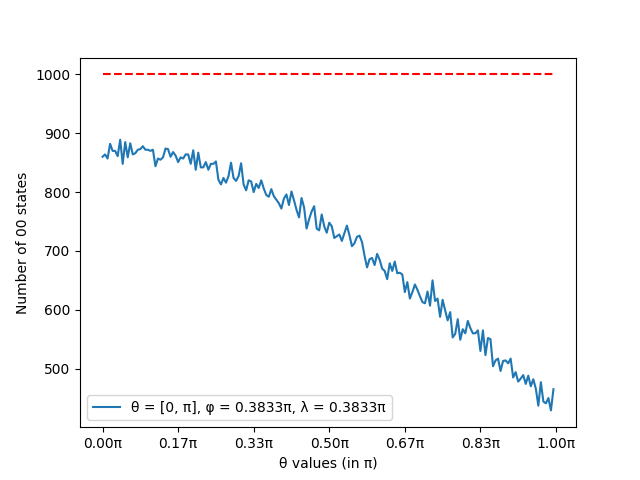 1000
900
800
700
600
500
Number of 00 states
θ = [0, π], φ = 0.3833π, λ = 0.3833π
0.00π 0.17π 0.33π 0.50π 0.67π 0.83π 1.00π
θ values (in π)